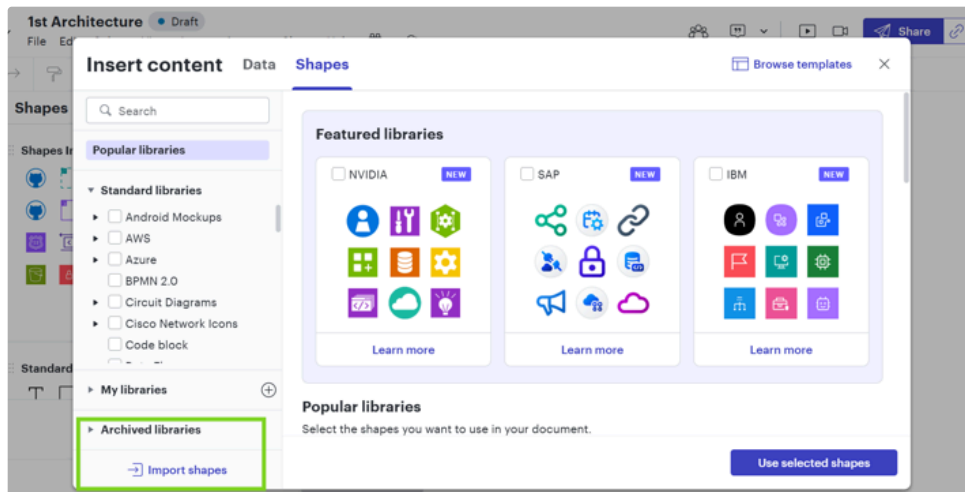 1st Architecture Draft
File
Share
Insert content Data Shapes Browse templates
Shapes
Search
Popular libraries
Standard libraries
Android Mockups
AWS
Azure
BPMN 2.0
Circuit Diagrams
Cisco Network Icons
Code block
My libraries
Archived libraries
Import shapes
Standard
Featured libraries
NVIDIA NEW
SAP NEW
IBM NEW
Learn more Learn more Learn more
Popular libraries
Select the shapes you want to use in your document.
Use selected shapes